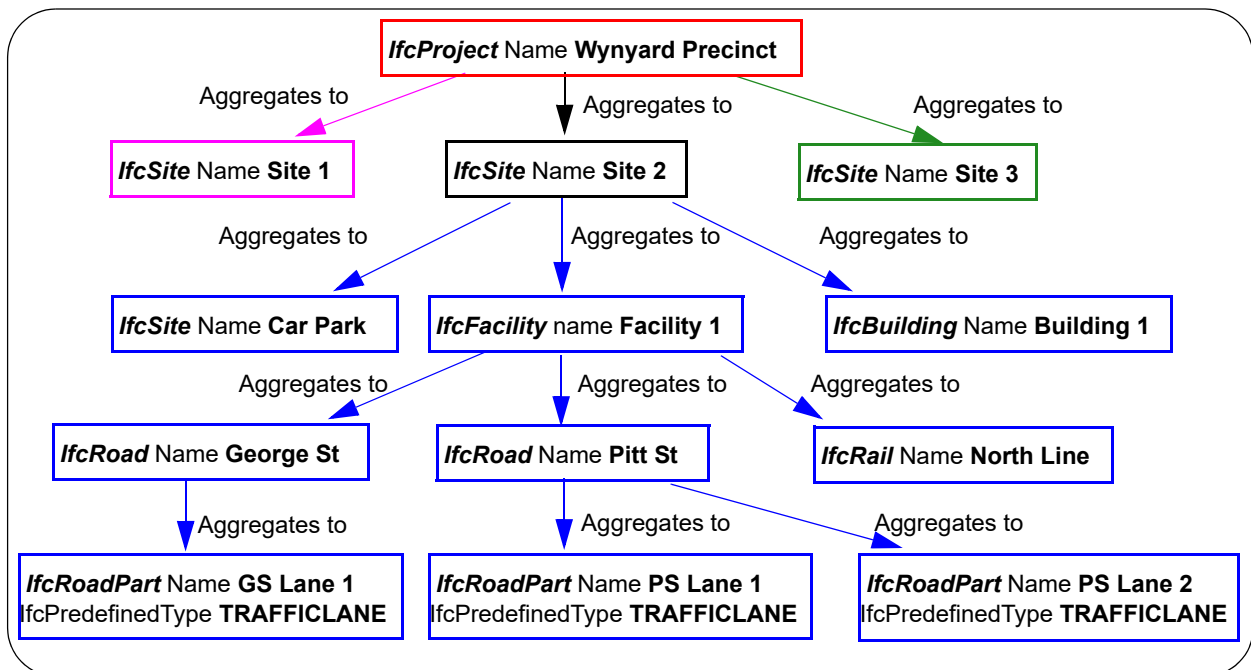 IfcProject Name Wynyard Precinct
Aggregates to
Aggregates to
Aggregates to
IfcSite Name Site 1
IfcSite Name Site 2
IfcSite Name Site 3
Aggregates to
Aggregates to
Aggregates to
IfcSite Name Car Park
IfcFacility name Facility 1
IfcBuilding Name Building 1
Aggregates to
Aggregates to
Aggregates to
IfcRoad Name George St
IfcRoad Name Pitt St
IfcRail Name North Line
Aggregates to
Aggregates to
Aggregates to
IfcRoadPart Name GS Lane 1
IfcPredefinedType TRAFFICLANE
IfcRoadPart Name PS Lane 1
IfcPredefinedType TRAFFICLANE
IfcRoadPart Name PS Lane 2
IfcPredefinedType TRAFFICLANE